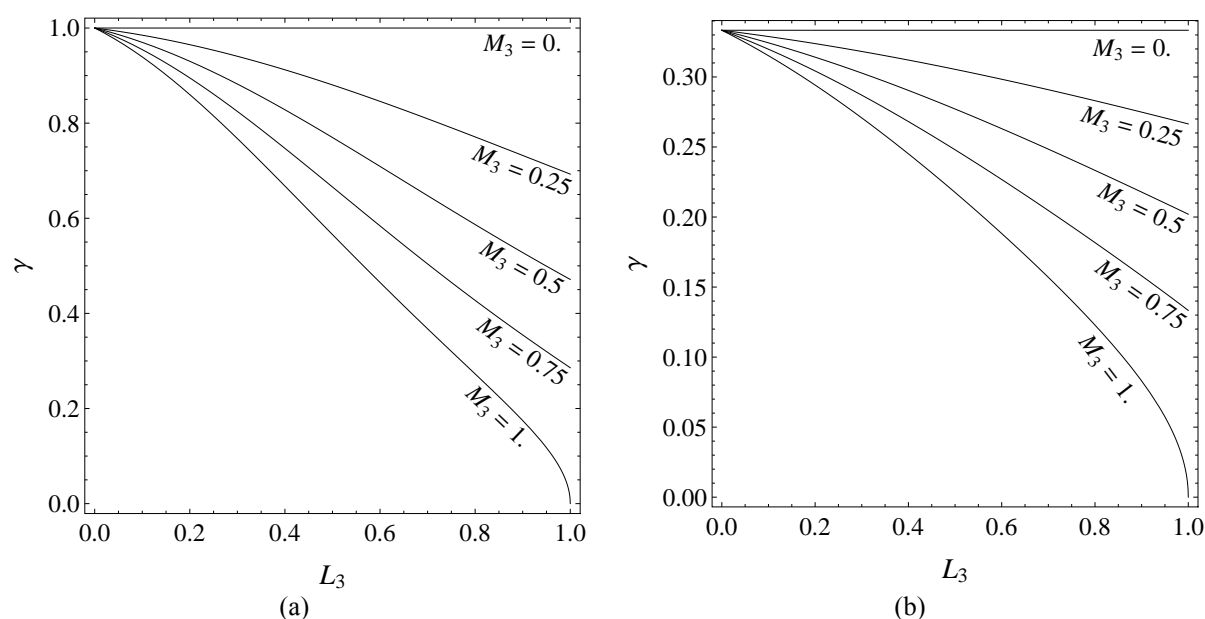 1.0
0.8
0.6
0.4
0.2
0.0
γ
M₃ = 0.
M₃ = 0.25
M₃ = 0.5
M₃ = 0.75
M₃ = 1.
0.0 0.2 0.4 0.6 0.8 1.0
L₃
(a)
0.30
0.25
0.20
0.15
0.10
0.05
0.00
γ
M₃ = 0.
M₃ = 0.25
M₃ = 0.5
M₃ = 0.75
M₃ = 1.
0.0 0.2 0.4 0.6 0.8 1.0
L₃
(b)